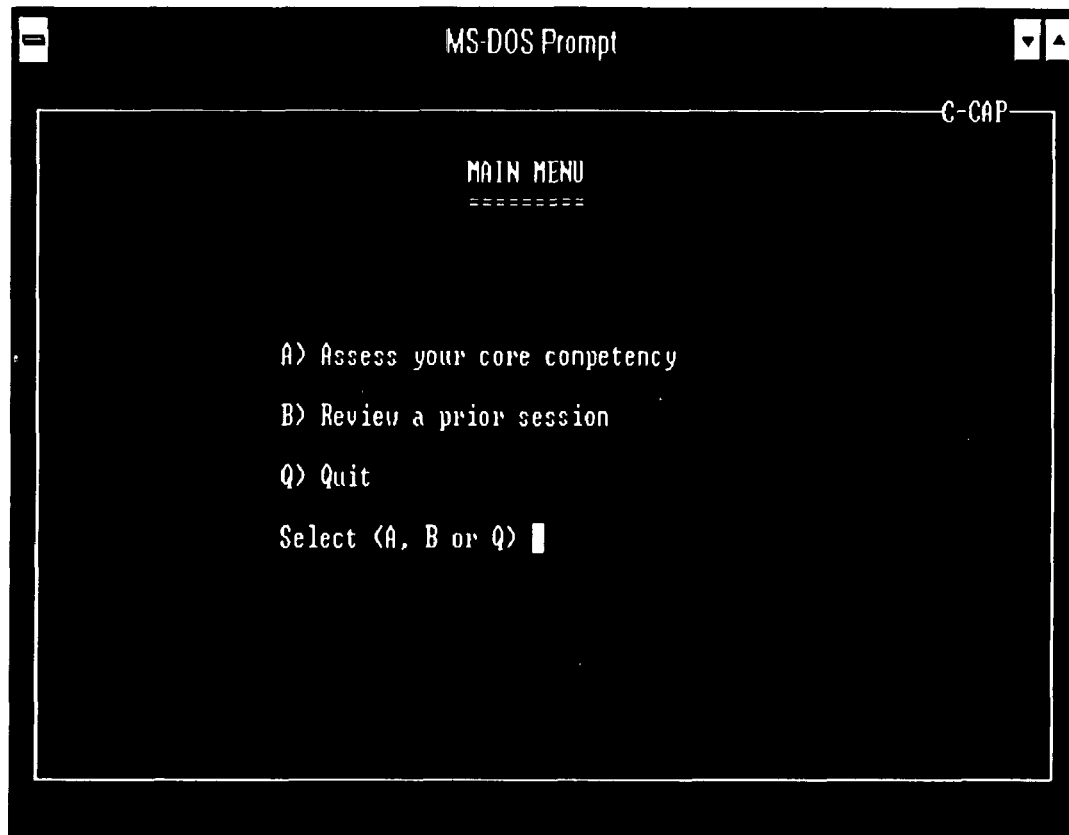 MS-DOS Prompt
C-CAP
MAIN MENU
=========
A) Assess your core competency
B) Review a prior session
Q) Quit
Select (A, B or Q)